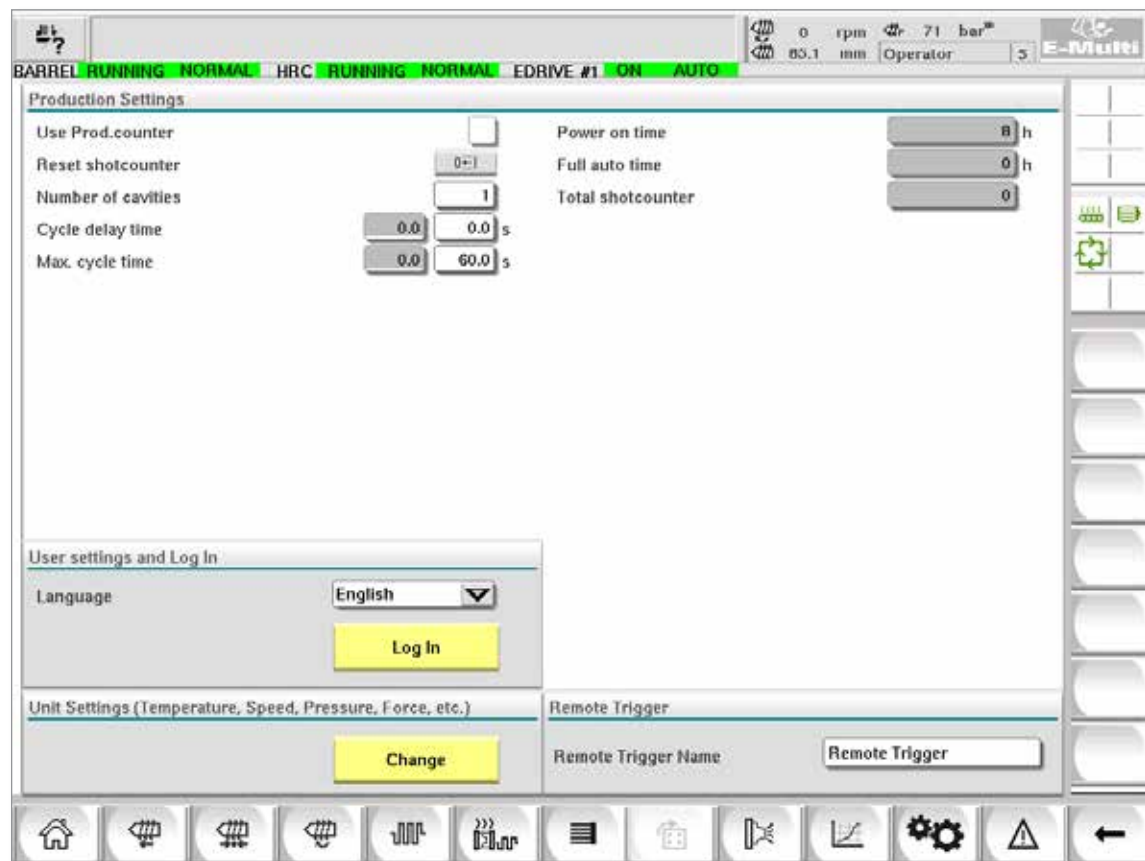 0 rpm 71 bar
63.1 mm Operator 5
E-Multi
BARREL RUNNING NORMAL HRC RUNNING NORMAL EDRIVE #1 ON AUTO
Production Settings
Use Prod.counter
Power on time 8 h
Reset shotcounter
Full auto time 0 h
Number of cavities 1
Total shotcounter 0
Cycle delay time 0.0 0.0 s
Max. cycle time 0.0 60.0 s
User settings and Log In
Language English
Log In
Unit Settings (Temperature, Speed, Pressure, Force, etc.)
Remote Trigger
Change
Remote Trigger Name Remote Trigger